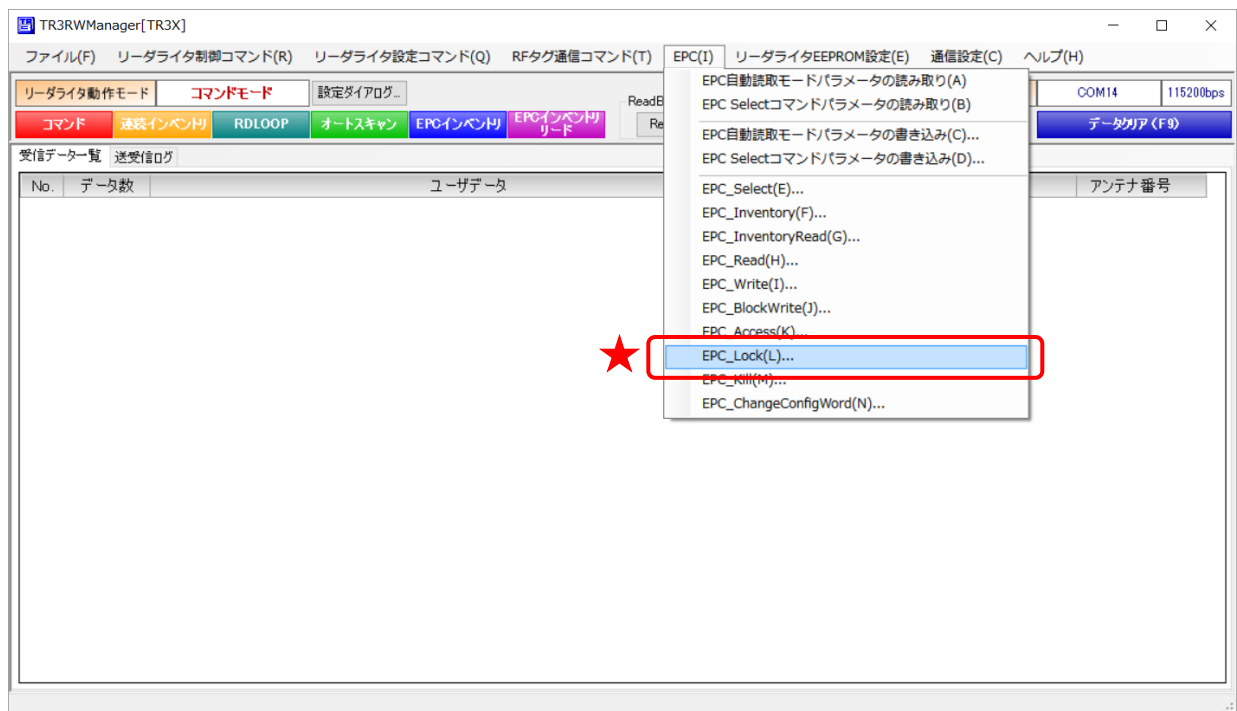 TR3RWManager[TR3X]
ファイル(F) リーダライタ制御コマンド(R) リーダライタ設定コマンド(Q) RFタグ通信コマンド(T) EPC(I) リーダライタEEPROM設定(E) 通信設定(C) ヘルプ(H)
リーダライタ動作モード コマンドモード 設定ダイアログ... COM14 115200bps
コマンド 連続インベントリ RDLOOP オートスキャン EPCインベントリ EPCインベントリ
リード
データクリア(F9)
受信データ一覧 送受信ログ
No. データ数 ユーザデータ アンテナ番号
EPC自動読取モードパラメータの読み取り(A)
EPC Selectコマンドパラメータの読み取り(B)
EPC自動読取モードパラメータの書き込み(C)...
EPC Selectコマンドパラメータの書き込み(D)...
EPC_Select(E)...
EPC_Inventory(F)...
EPC_InventoryRead(G)...
EPC_Read(H)...
EPC_Write(I)...
EPC_BlockWrite(J)...
EPC_Access(K)...
EPC_Lock(L)...
EPC_Kill(M)...
EPC_ChangeConfigWord(N)...